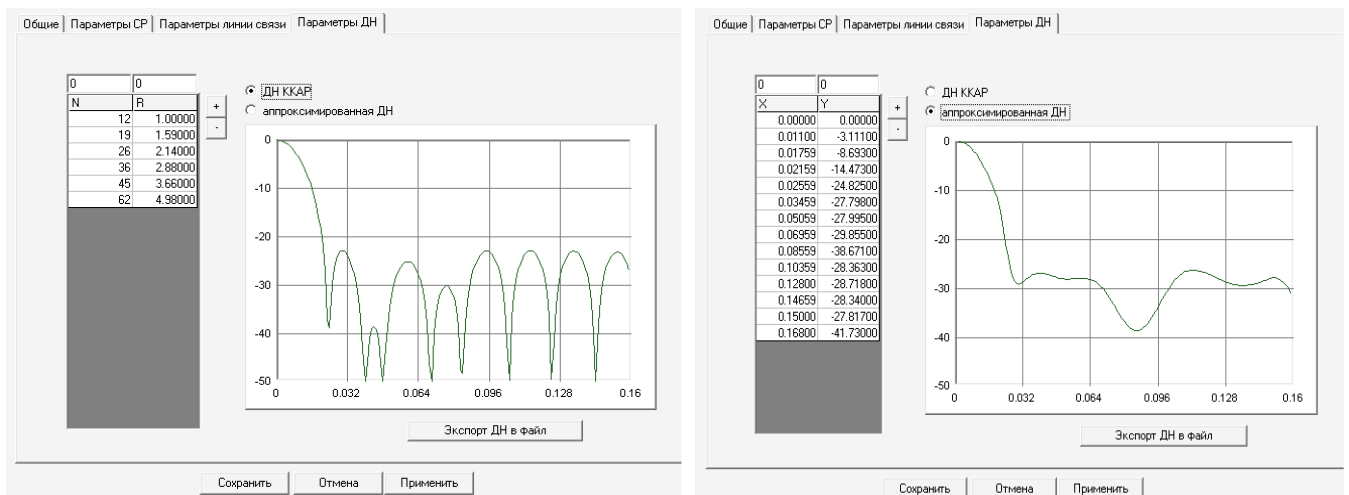 Общие Параметры СР Параметры линии связи Параметры ДН
0 0
N R
12 1.00000
19 1.59000
26 2.14000
36 2.88000
45 3.66000
62 4.98000
+
-
ДН ККАР
аппроксимированная ДН
0
-10
-20
-30
-40
-50
0 0.032 0.064 0.096 0.128 0.16
Экспорт ДН в файл
Сохранить Отмена Применить
Общие Параметры СР Параметры линии связи Параметры ДН
0 0
X Y
0.00000 0.00000
0.01100 -3.11100
0.01759 -8.69300
0.02159 -14.47300
0.02559 -24.82500
0.03459 -27.79800
0.05059 -27.99500
0.06959 -29.85500
0.08559 -38.67100
0.10359 -28.36300
0.12800 -28.71800
0.14659 -28.34000
0.15000 -27.81700
0.16800 -41.73000
+
-
ДН ККАР
аппроксимированная ДН
0
-10
-20
-30
-40
-50
0 0.032 0.064 0.096 0.128 0.16
Экспорт ДН в файл
Сохранить Отмена Применить